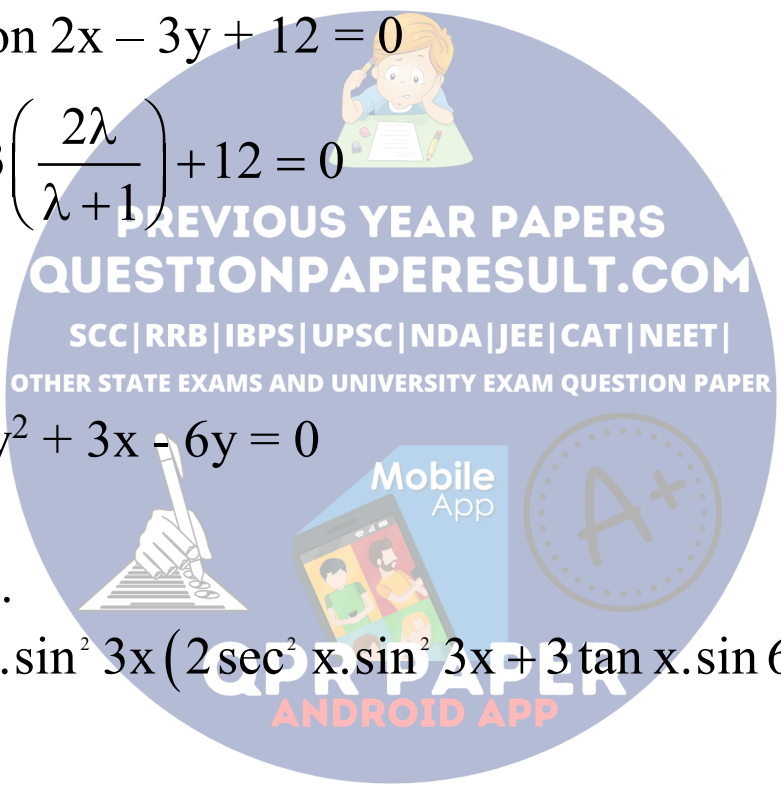 on 2x – 3y + 12 = 0
(2λ / λ + 1) + 12 = 0
PREVIOUS YEAR PAPERS
QUESTIONPAPERESULT.COM
SCC|RRB|IBPS|UPSC|NDA|JEE|CAT|NEET|
OTHER STATE EXAMS AND UNIVERSITY EXAM QUESTION PAPER
y² + 3x - 6y = 0
Mobile
App
A+
.
.sin² 3x(2sec² x.sin² 3x + 3tan x.sin 6
QPR PAPER
ANDROID APP